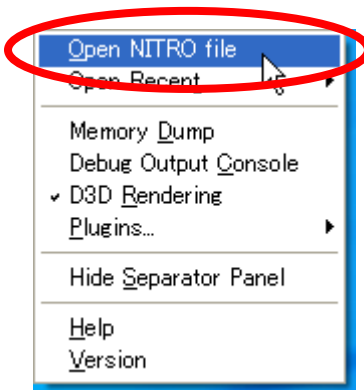 Open NITRO file
Open Recent
Memory Dump
Debug Output Console
D3D Rendering
Plugins...
Hide Separator Panel
Help
Version